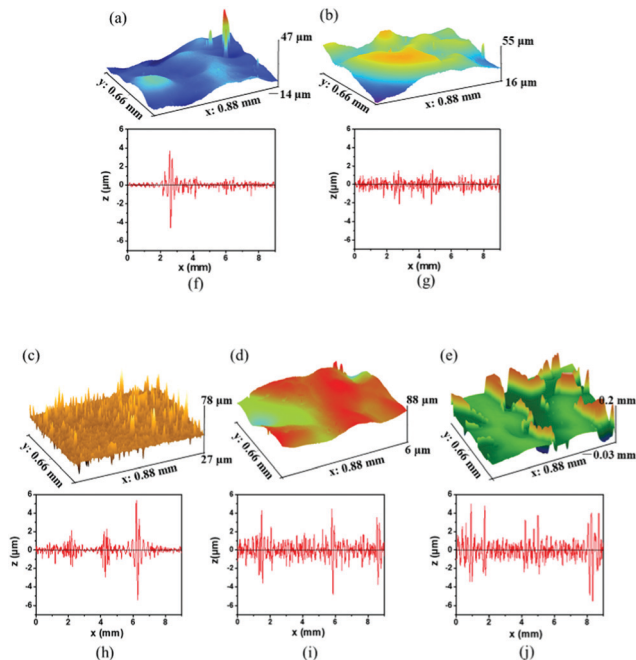 (a)
47 μm
−14 μm
y: 0.66 mm
x: 0.88 mm
(b)
55 μm
16 μm
y: 0.66 mm
x: 0.88 mm
6
4
2
0
-2
-4
-6
z (μm)
0 2 4 6 8
x (mm)
(f)
6
4
2
0
-2
-4
-6
z (μm)
0 2 4 6 8
x (mm)
(g)
(c)
78 μm
27 μm
y: 0.66 mm
x: 0.88 mm
(d)
88 μm
6 μm
y: 0.66 mm
x: 0.88 mm
(e)
0.2 mm
−0.03 mm
y: 0.66 mm
x: 0.88 mm
6
4
2
0
-2
-4
-6
z(μm)
0 2 4 6 8
x (mm)
(h)
6
4
2
0
-2
-4
-6
z(μm)
0 2 4 6 8
x (mm)
(i)
6
4
2
0
-2
-4
-6
z(μm)
0 2 4 6 8
x (mm)
(j)